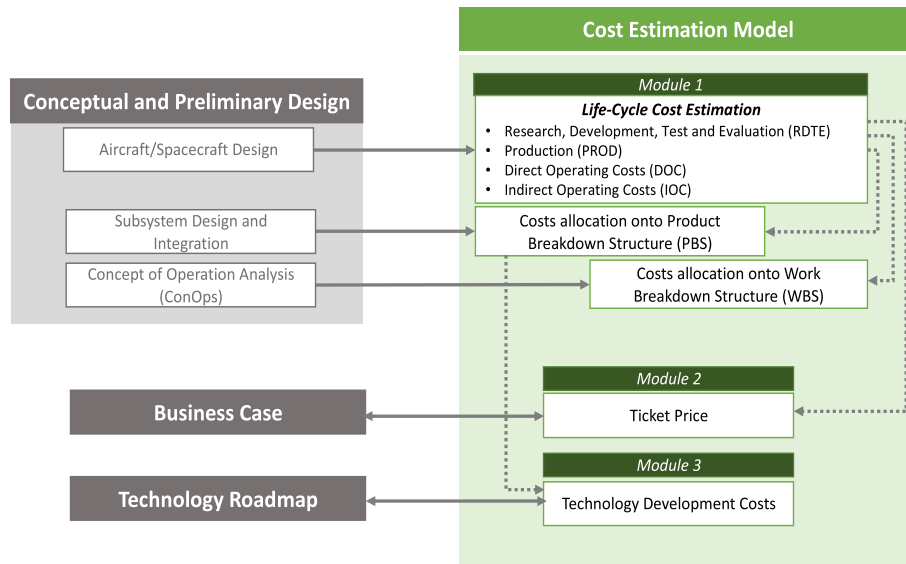 Cost Estimation Model
Conceptual and Preliminary Design
Aircraft/Spacecraft Design
Subsystem Design and
Integration
Concept of Operation Analysis
(ConOps)
Module 1
Life-Cycle Cost Estimation
• Research, Development, Test and Evaluation (RDTE)
• Production (PROD)
• Direct Operating Costs (DOC)
• Indirect Operating Costs (IOC)
Costs allocation onto Product
Breakdown Structure (PBS)
Costs allocation onto Work
Breakdown Structure (WBS)
Business Case
Module 2
Ticket Price
Technology Roadmap
Module 3
Technology Development Costs